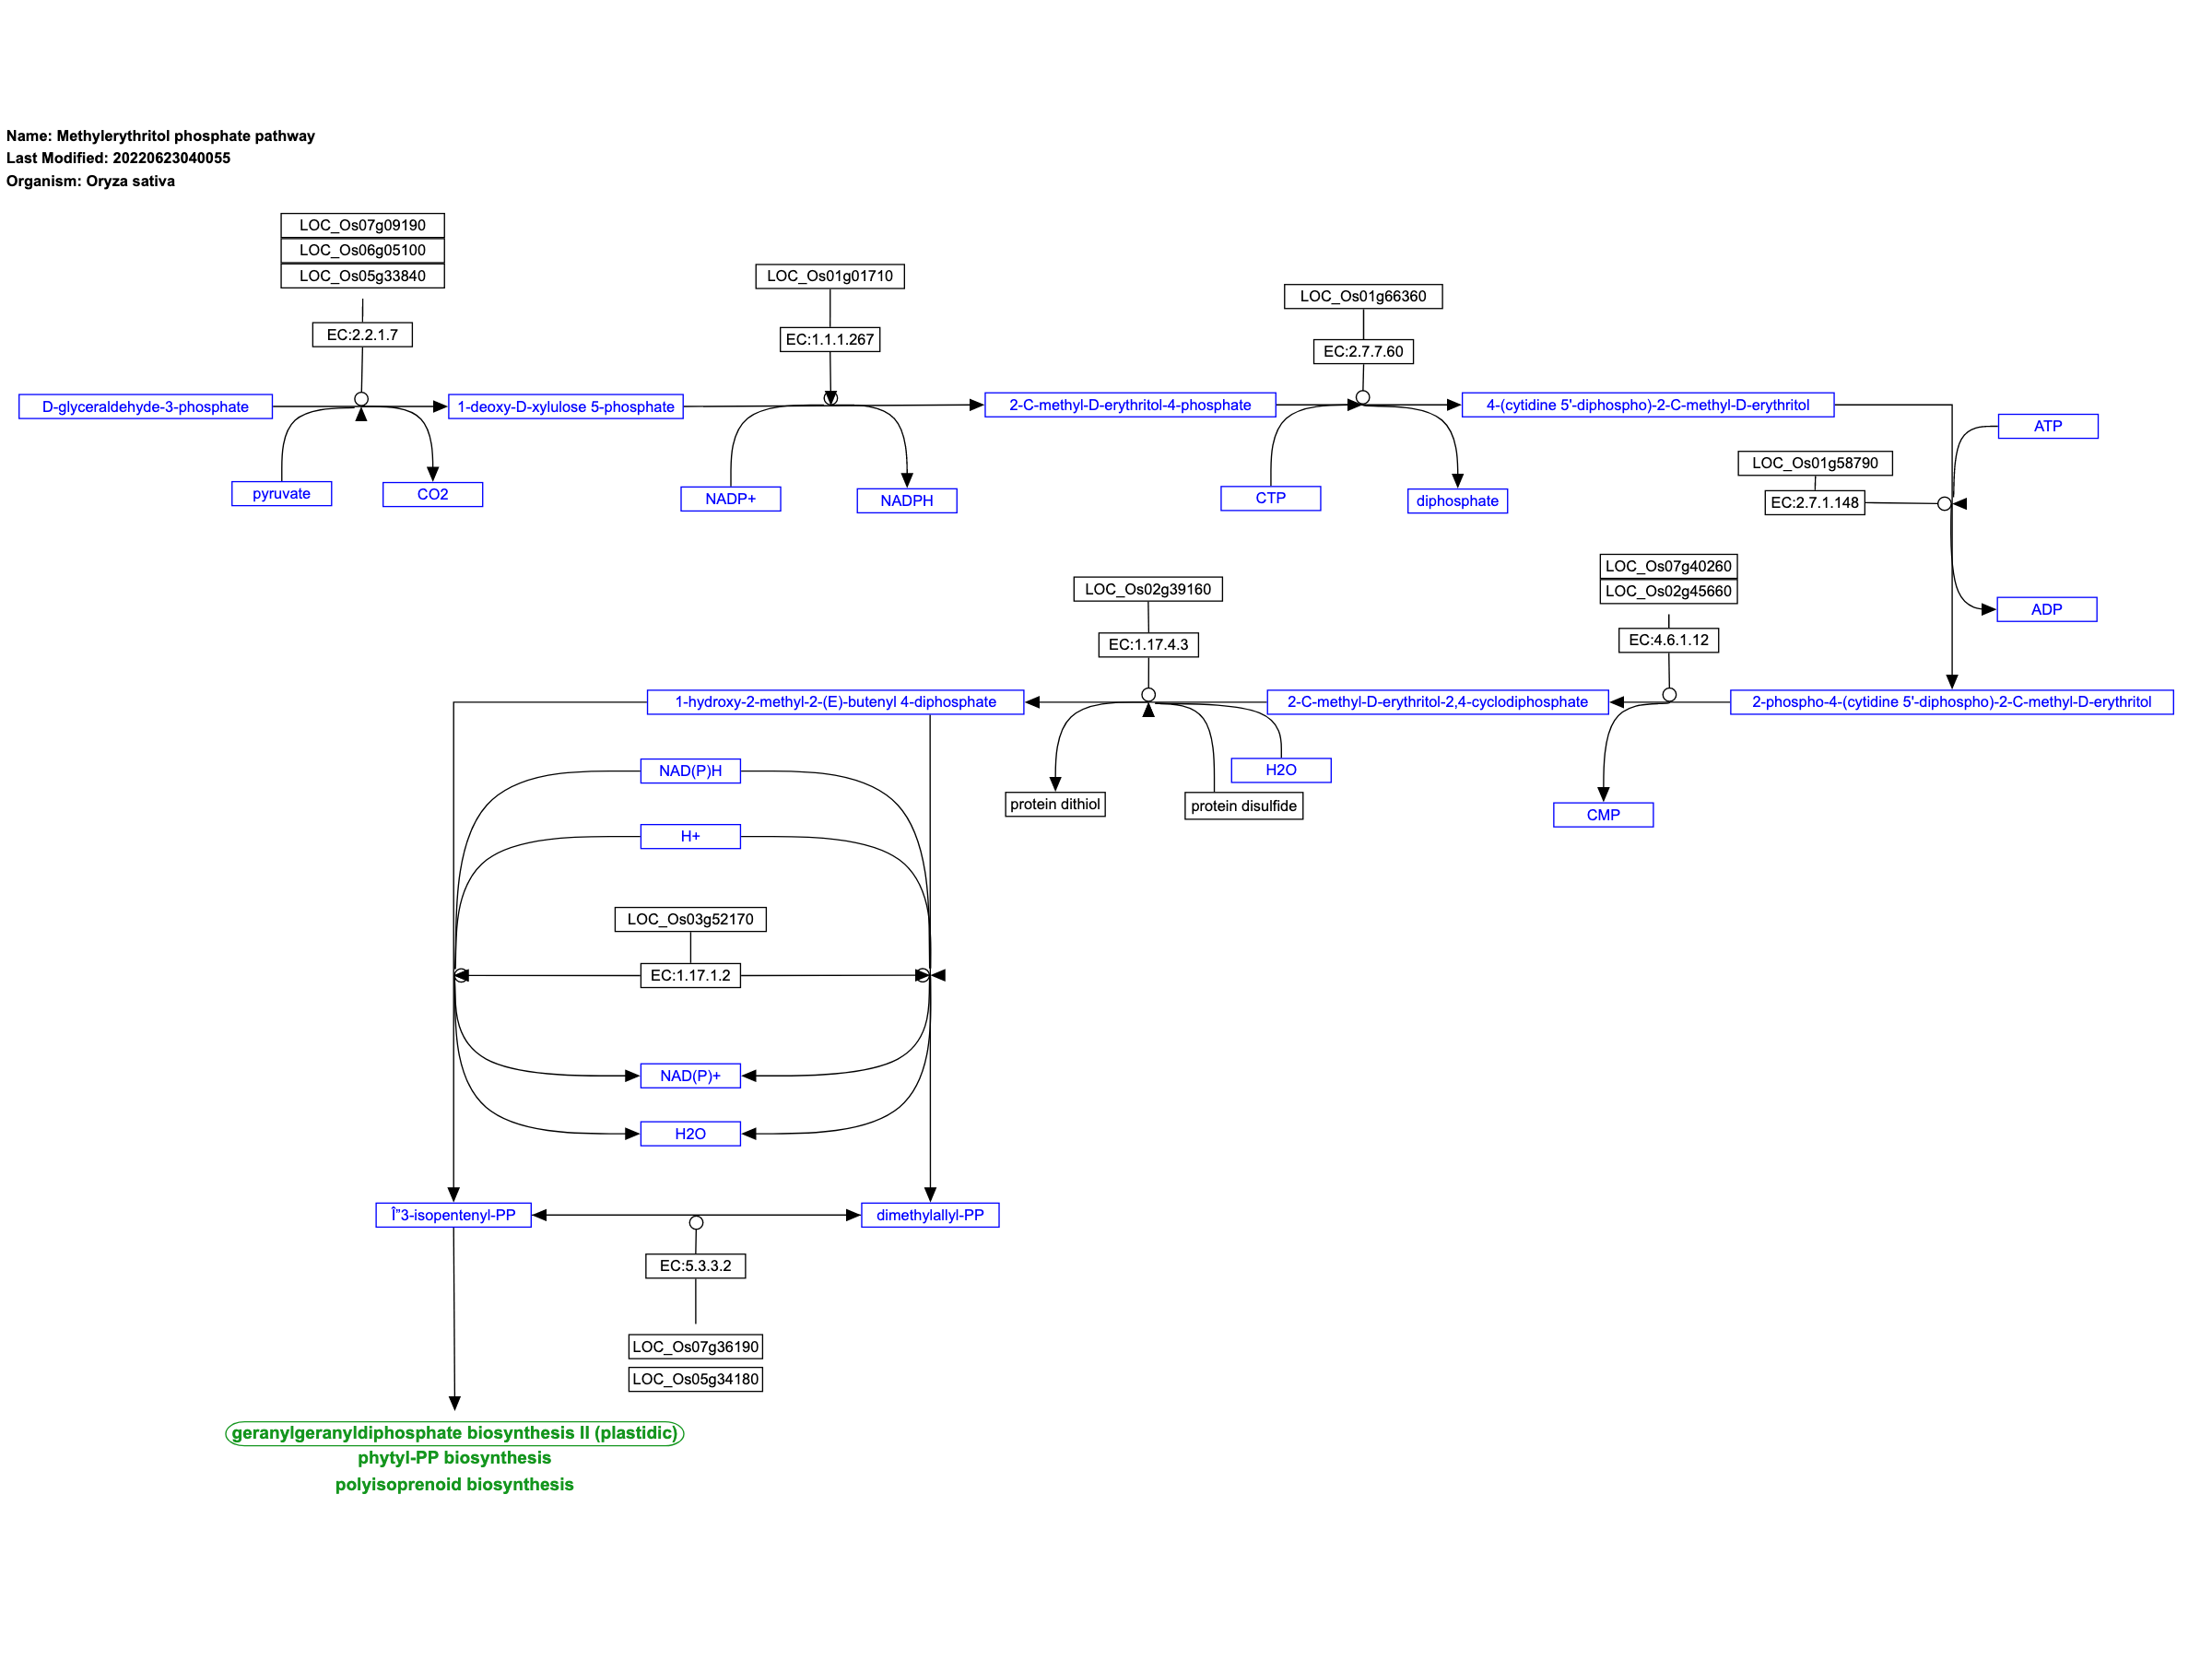 Name: Methylerythritol phosphate pathway
Last Modified: 20220623040055
Organism: Oryza sativa
LOC_Os07g09190
LOC_Os06g05100
LOC_Os05g33840
EC:2.2.1.7
LOC_Os01g01710
EC:1.1.1.267
LOC_Os01g66360
EC:2.7.7.60
D-glyceraldehyde-3-phosphate
1-deoxy-D-xylulose 5-phosphate
2-C-methyl-D-erythritol-4-phosphate
4-(cytidine 5'-diphospho)-2-C-methyl-D-erythritol
pyruvate
CO2
NADP+
NADPH
CTP
diphosphate
ATP
LOC_Os01g58790
EC:2.7.1.148
ADP
LOC_Os07g40260
LOC_Os02g45660
EC:4.6.1.12
LOC_Os02g39160
EC:1.17.4.3
1-hydroxy-2-methyl-2-(E)-butenyl 4-diphosphate
2-C-methyl-D-erythritol-2,4-cyclodiphosphate
2-phospho-4-(cytidine 5'-diphospho)-2-C-methyl-D-erythritol
protein dithiol
protein disulfide
H2O
CMP
NAD(P)H
H+
LOC_Os03g52170
EC:1.17.1.2
NAD(P)+
H2O
Î”3-isopentenyl-PP
dimethylallyl-PP
EC:5.3.3.2
LOC_Os07g36190
LOC_Os05g34180
geranylgeranyldiphosphate biosynthesis II (plastidic)
phytyl-PP biosynthesis
polyisoprenoid biosynthesis